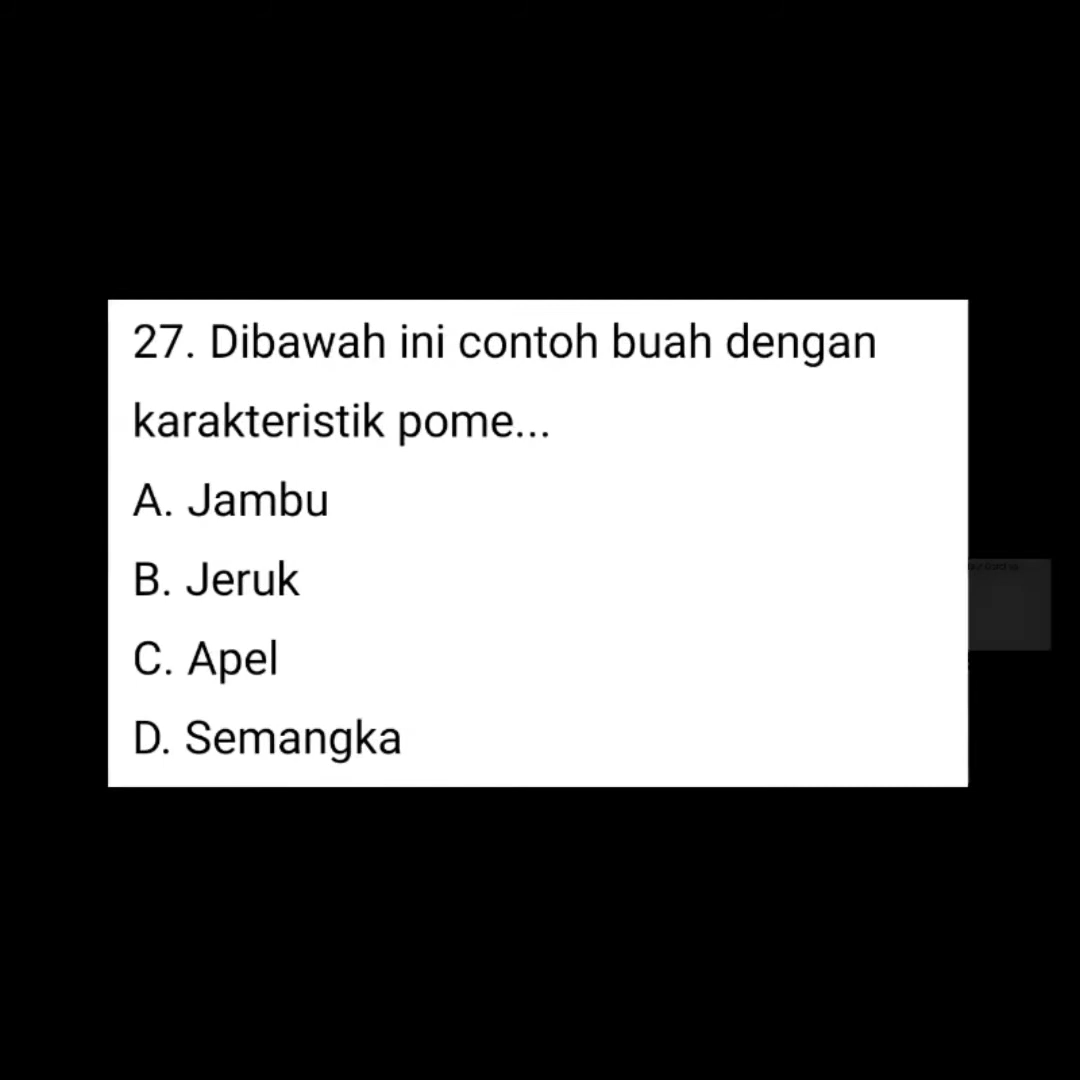 27. Dibawah ini contoh buah dengan
karakteristik pome...
A. Jambu
B. Jeruk
C. Apel
D. Semangka